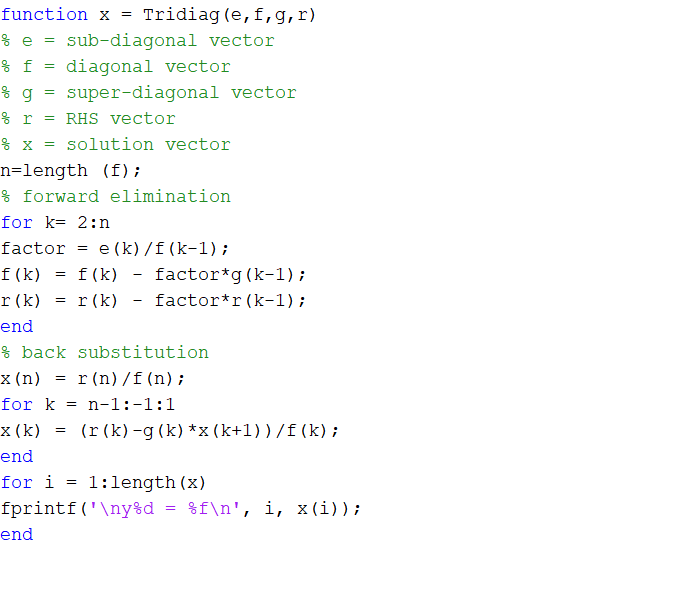 function x = Tridiag(e,f,g,r)
% e = sub-diagonal vector
% f = diagonal vector
% g = super-diagonal vector
% r = RHS vector
% x = solution vector
n=length (f);
% forward elimination
for k= 2:n
factor = e(k)/f(k-1);
f(k) = f(k) - factor*g(k-1);
r(k) = r(k) - factor*r(k-1);
end
% back substitution
x(n) = r(n)/f(n);
for k = n-1:-1:1
x(k) = (r(k)-g(k)*x(k+1))/f(k);
end
for i = 1:length(x)
fprintf('\ny%d = %f\n', i, x(i));
end